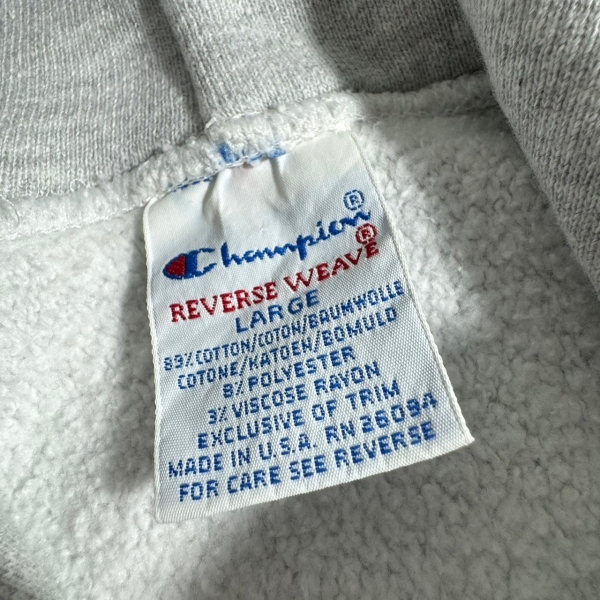 Champion®
REVERSE WEAVE®
LARGE
89%COTTON/COTON/BAUMWOLLE
COTONE/KATOEN/BOMULD
8%POLYESTER
3%VISCOSE RAYON
EXCLUSIVE OF TRIM
MADE IN U.S.A. RN 26094
FOR CARE SEE REVERSE